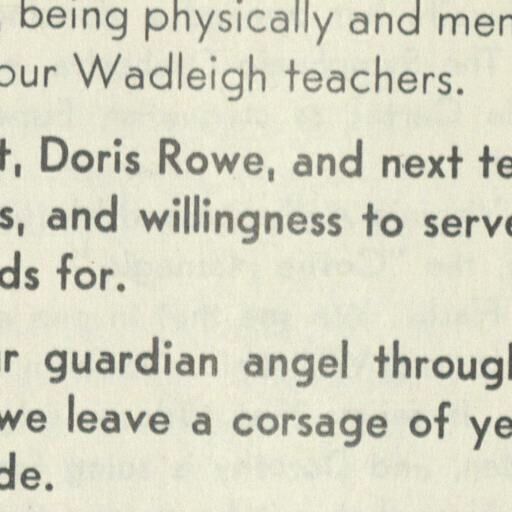 being physically and men
our Wadleigh teachers.
t, Doris Rowe, and next te
s, and willingness to serve
ds for.
r guardian angel through
we leave a corsage of ye
de.